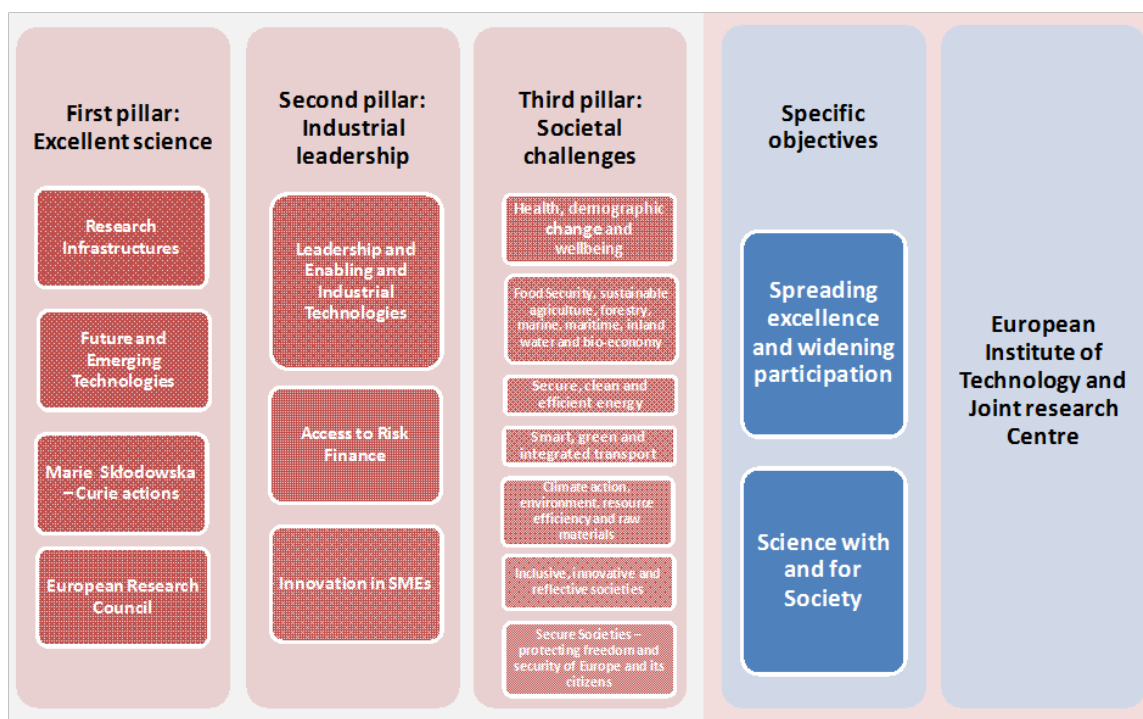 First pillar:
Excellent science
Research
Infrastructures
Future and
Emerging
Technologies
Marie Skłodowska
– Curie actions
European Research
Council
Second pillar:
Industrial
leadership
Leadership and
Enabling and
Industrial
Technologies
Access to Risk
Finance
Innovation in SMEs
Third pillar:
Societal
challenges
Health, demographic
change and
wellbeing
Food Security, sustainable
agriculture, forestry,
marine, maritime, inland
water and bio-economy
Secure, clean and
efficient energy
Smart, green and
integrated transport
Climate action,
environment, resource
efficiency and raw
materials
Inclusive, innovative and
reflective societies
Secure Societies –
protecting freedom and
security of Europe and its
citizens
Specific
objectives
Spreading
excellence
and widening
participation
Science with
and for
Society
European
Institute of
Technology and
Joint research
Centre